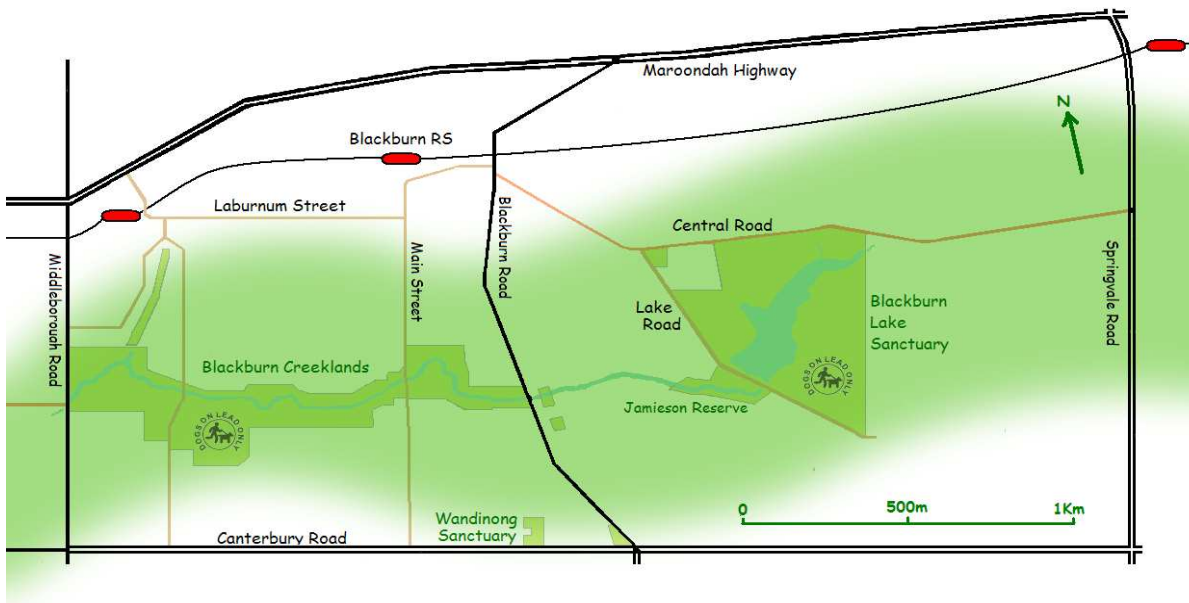 Maroondah Highway
N
Blackburn RS
Laburnum Street
Central Road
Middleborouah Road
Main Street
Blackburn Road
Lake
Road
Blackburn
Lake
Sanctuary
Springvale Road
Blackburn Creeklands
DOGS ON LEAD ONLY
Jamieson Reserve
DOGS ON LEAD ONLY
0 500m 1Km
Wandinong
Sanctuary
Canterbury Road